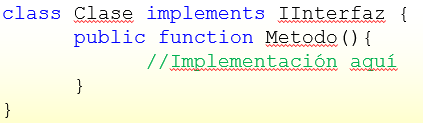 class Clase implements IInterfaz {
public function Metodo(){
//Implementación aquí
}
}